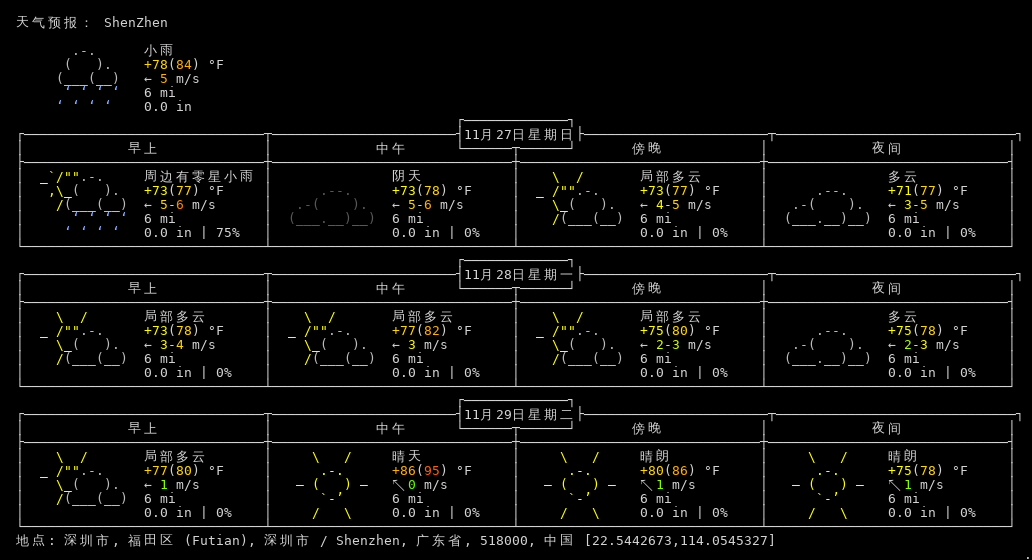 天气预报： ShenZhen
小雨
+78(84) °F
← 5 m/s
6 mi
0.0 in
11月27日星期日
早上 中午 傍晚 夜间
周边有零星小雨 阴天 局部多云 多云
+73(77) °F +73(78) °F +73(77) °F +71(77) °F
← 5-6 m/s ← 5-6 m/s ← 4-5 m/s ← 3-5 m/s
6 mi 6 mi 6 mi 6 mi
0.0 in | 75% 0.0 in | 0% 0.0 in | 0% 0.0 in | 0%
11月28日星期一
早上 中午 傍晚 夜间
局部多云 局部多云 局部多云 多云
+73(78) °F +77(82) °F +75(80) °F +75(78) °F
← 3-4 m/s ← 3 m/s ← 2-3 m/s ← 2-3 m/s
6 mi 6 mi 6 mi 6 mi
0.0 in | 0% 0.0 in | 0% 0.0 in | 0% 0.0 in | 0%
11月29日星期二
早上 中午 傍晚 夜间
局部多云 晴天 晴朗 晴朗
+77(80) °F +86(95) °F +80(86) °F +75(78) °F
← 1 m/s ↖ 0 m/s ↖ 1 m/s ↖ 1 m/s
6 mi 6 mi 6 mi 6 mi
0.0 in | 0% 0.0 in | 0% 0.0 in | 0% 0.0 in | 0%
地点: 深圳市, 福田区 (Futian), 深圳市 / Shenzhen, 广东省, 518000, 中国 [22.5442673,114.0545327]